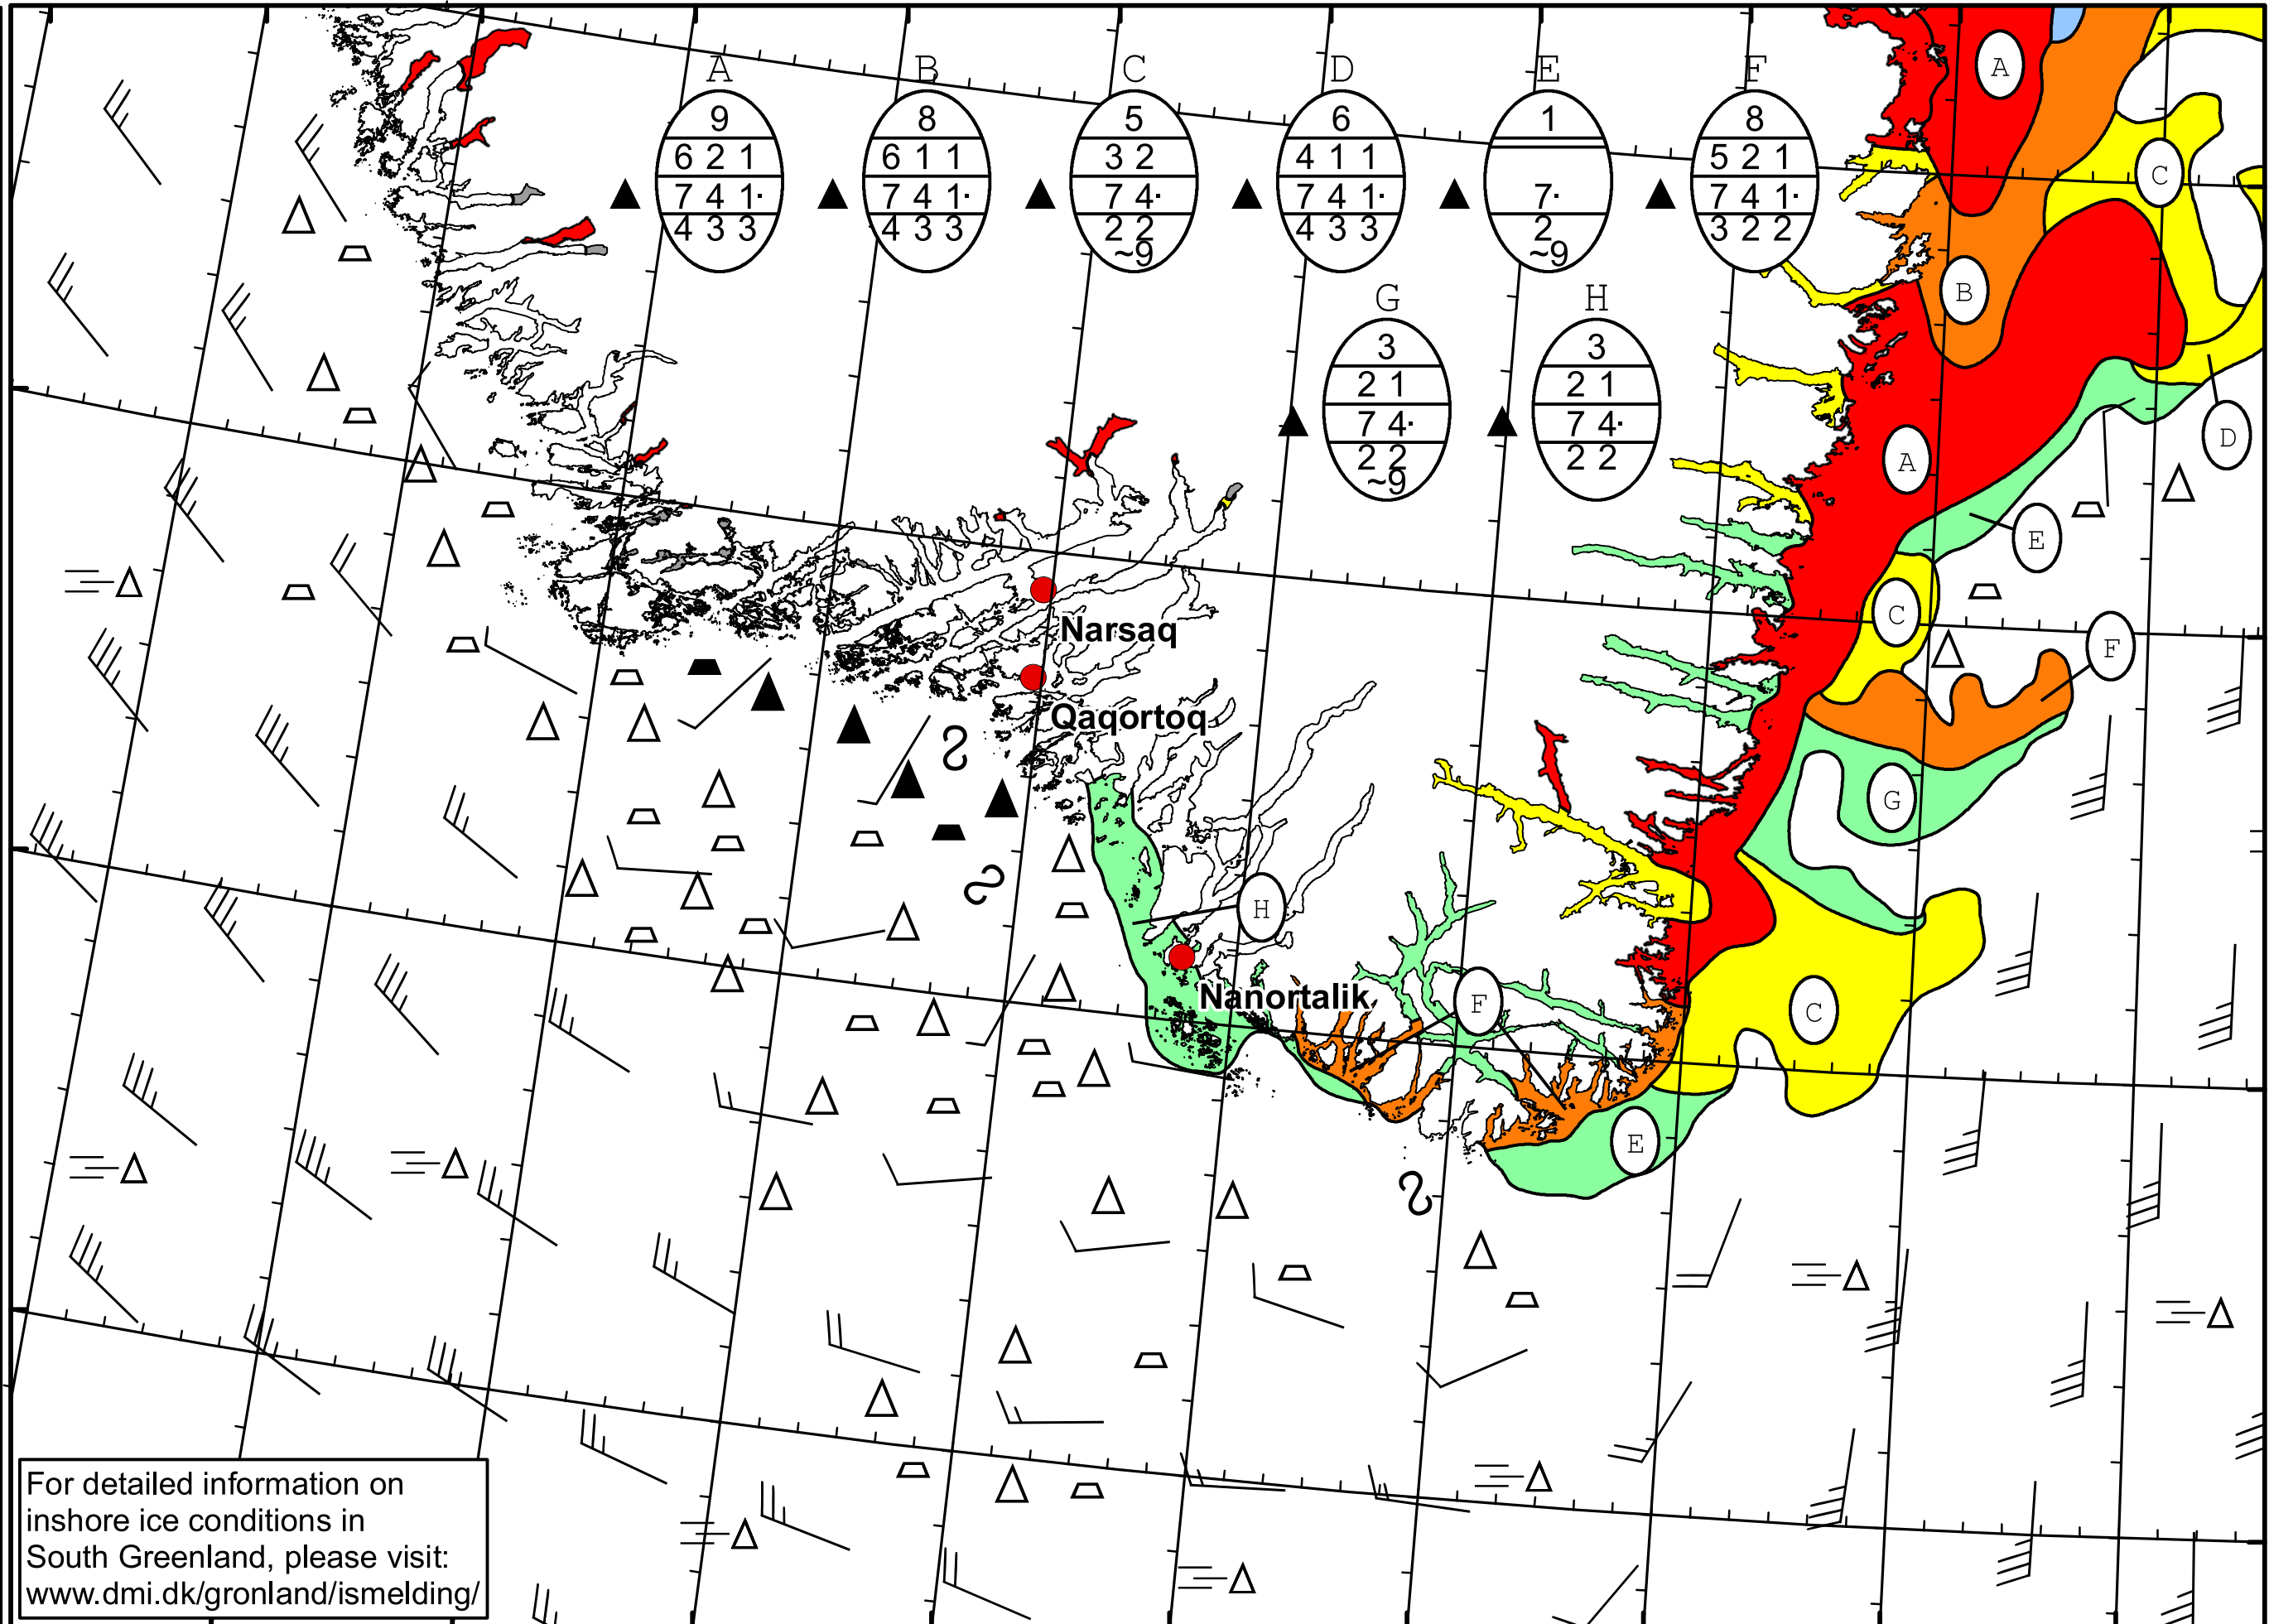 A B C D E F
9 8 5 6 1 8
6 2 1 6 1 1 3 2 4 1 1 5 2 1
7 4 1· 7 4 1· 7 4· 7 4 1· 7· 7 4 1·
4 3 3 4 3 3 2 2 4 3 3 2 3 2 2
~9 ~9
G H
3 3
2 1 2 1
7 4· 7 4·
2 2 2 2
~9
A
C
B
D
A
E
C
F
Narsaq
Qaqortoq
G
H
Nanortalik
F
C
E
For detailed information on
inshore ice conditions in
South Greenland, please visit:
www.dmi.dk/gronland/ismelding/